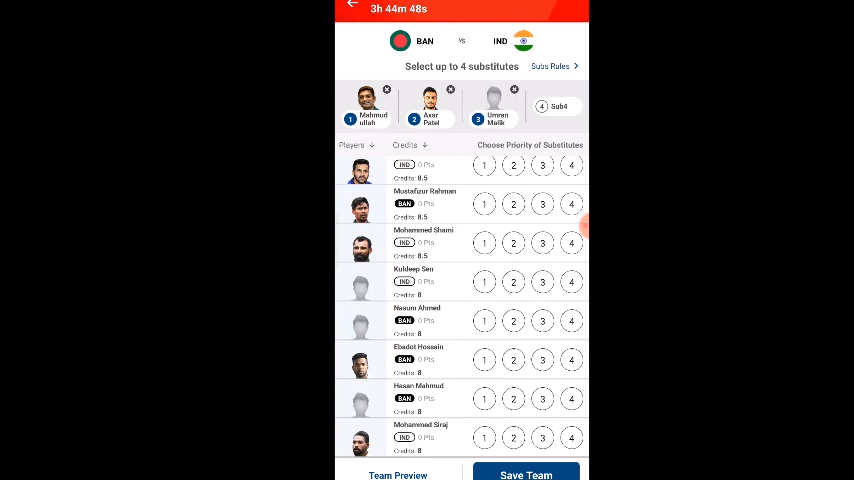 3h 44m 48s
BAN vs IND
Select up to 4 substitutes Subs Rules
1 Mahmud ullah
2 Axar Patel
3 Umran Malik
4 Sub4
Players Credits Choose Priority of Substitutes
IND 0 Pts 1 2 3 4
Credits: 8.5
Mustafizur Rahman
BAN 0 Pts 1 2 3 4
Credits: 8.5
Mohammed Shami
IND 0 Pts 1 2 3 4
Credits: 8.5
Kuldeep Sen
IND 0 Pts 1 2 3 4
Credits: 8
Nasum Ahmed
BAN 0 Pts 1 2 3 4
Credits: 8
Ebadot Hossain
BAN 0 Pts 1 2 3 4
Credits: 8
Hasan Mahmud
BAN 0 Pts 1 2 3 4
Credits: 8
Mohammed Siraj
IND 0 Pts 1 2 3 4
Credits: 8
Team Preview Save Team